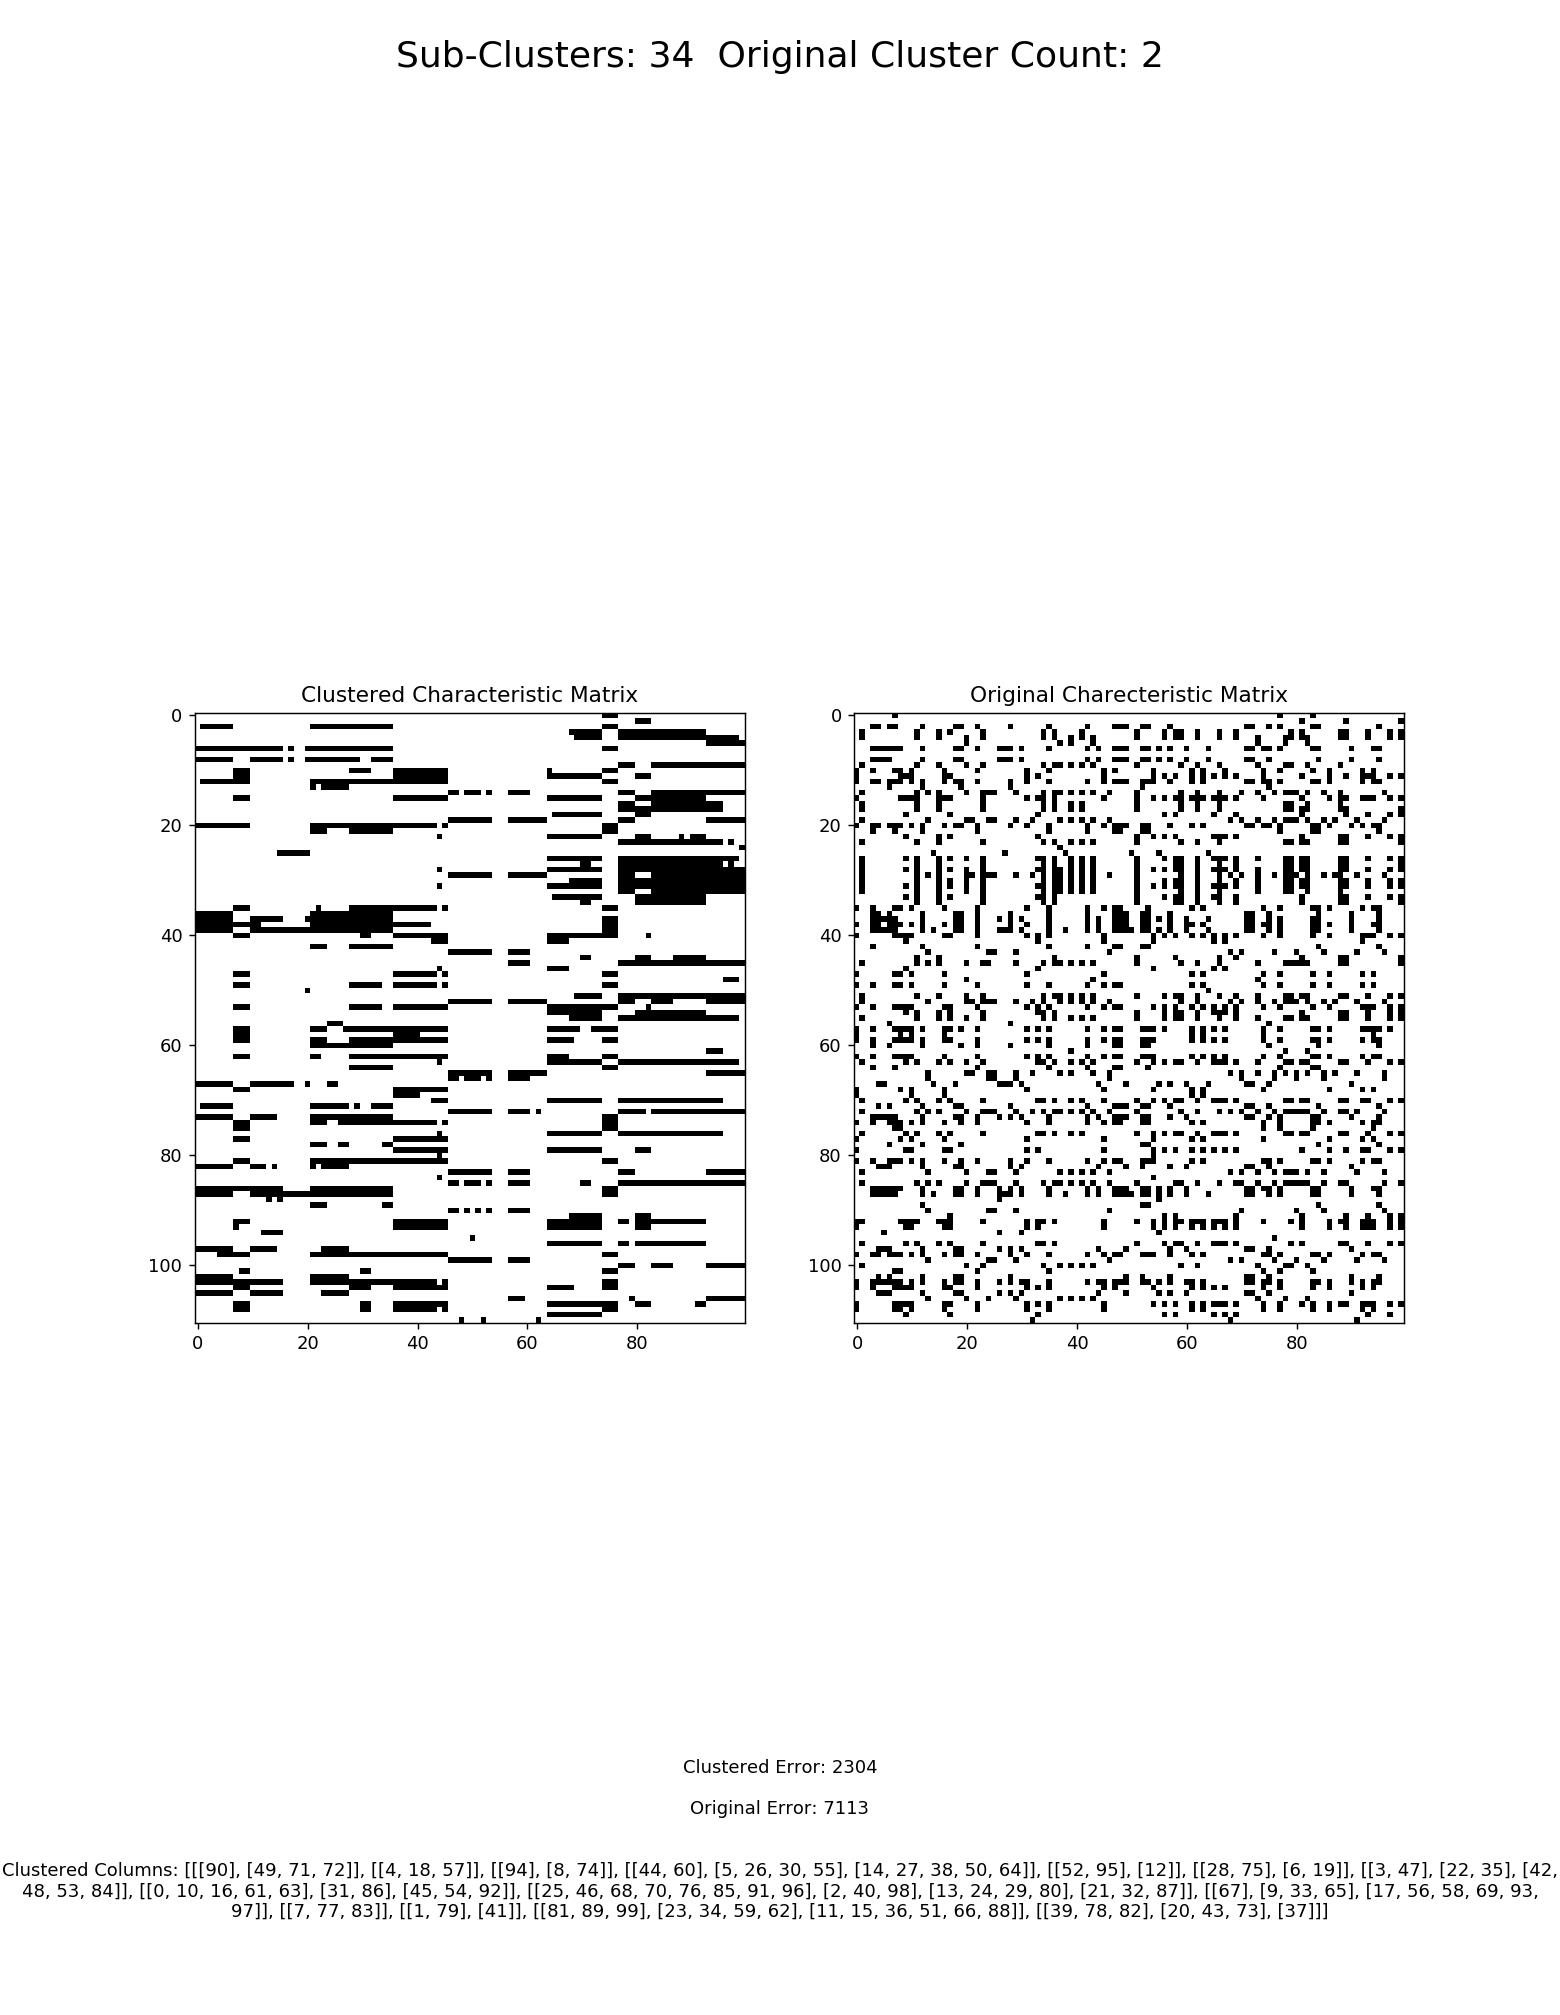 Sub-Clusters: 34  Original Cluster Count: 2
Clustered Characteristic Matrix
0
20
40
60
80
100
0 20 40 60 80
Original Charecteristic Matrix
0
20
40
60
80
100
0 20 40 60 80
Clustered Error: 2304
Original Error: 7113
Clustered Columns: [[[90], [49, 71, 72]], [[4, 18, 57]], [[94], [8, 74]], [[44, 60], [5, 26, 30, 55], [14, 27, 38, 50, 64]], [[52, 95], [12]], [[28, 75], [6, 19]], [[3, 47], [22, 35], [42,
48, 53, 84]], [[0, 10, 16, 61, 63], [31, 86], [45, 54, 92]], [[25, 46, 68, 70, 76, 85, 91, 96], [2, 40, 98], [13, 24, 29, 80], [21, 32, 87]], [[67], [9, 33, 65], [17, 56, 58, 69, 93,
97]], [[7, 77, 83]], [[1, 79], [41]], [[81, 89, 99], [23, 34, 59, 62], [11, 15, 36, 51, 66, 88]], [[39, 78, 82], [20, 43, 73], [37]]]